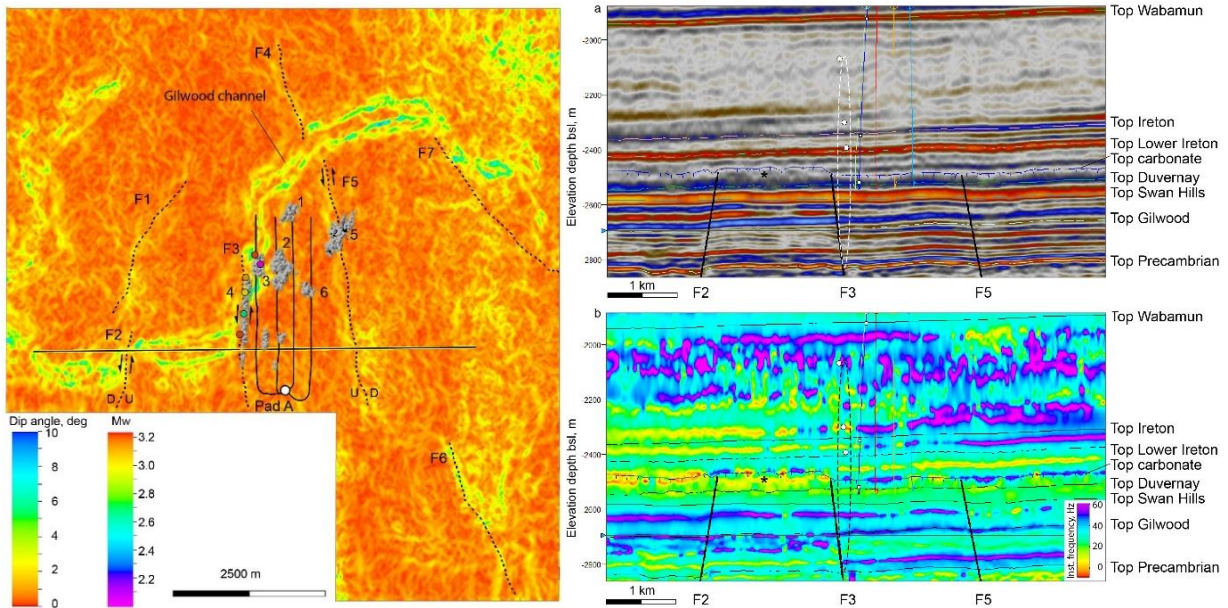 F4
Gilwood channel
F1
F5
F7
1
2
5
F3
3
4
6
F2
D U
U D
Pad A
F6
Dip angle, deg
10
8
6
4
2
0
Mw
3.2
3.0
2.8
2.6
2.4
2.2
2.0
2500 m
a
Elevation depth bsl, m
-2000
-2200
-2400
-2600
-2800
*
Top Wabamun
Top Ireton
Top Lower Ireton
Top carbonate
Top Duvernay
Top Swan Hills
Top Gilwood
Top Precambrian
1 km
F2
F3
F5
b
Elevation depth bsl, m
-2000
-2200
-2400
-2600
-2800
*
Top Wabamun
Top Ireton
Top Lower Ireton
Top carbonate
Top Duvernay
Top Swan Hills
Top Gilwood
Top Precambrian
Inst. frequency, Hz
60
40
20
0
1 km
F2
F3
F5